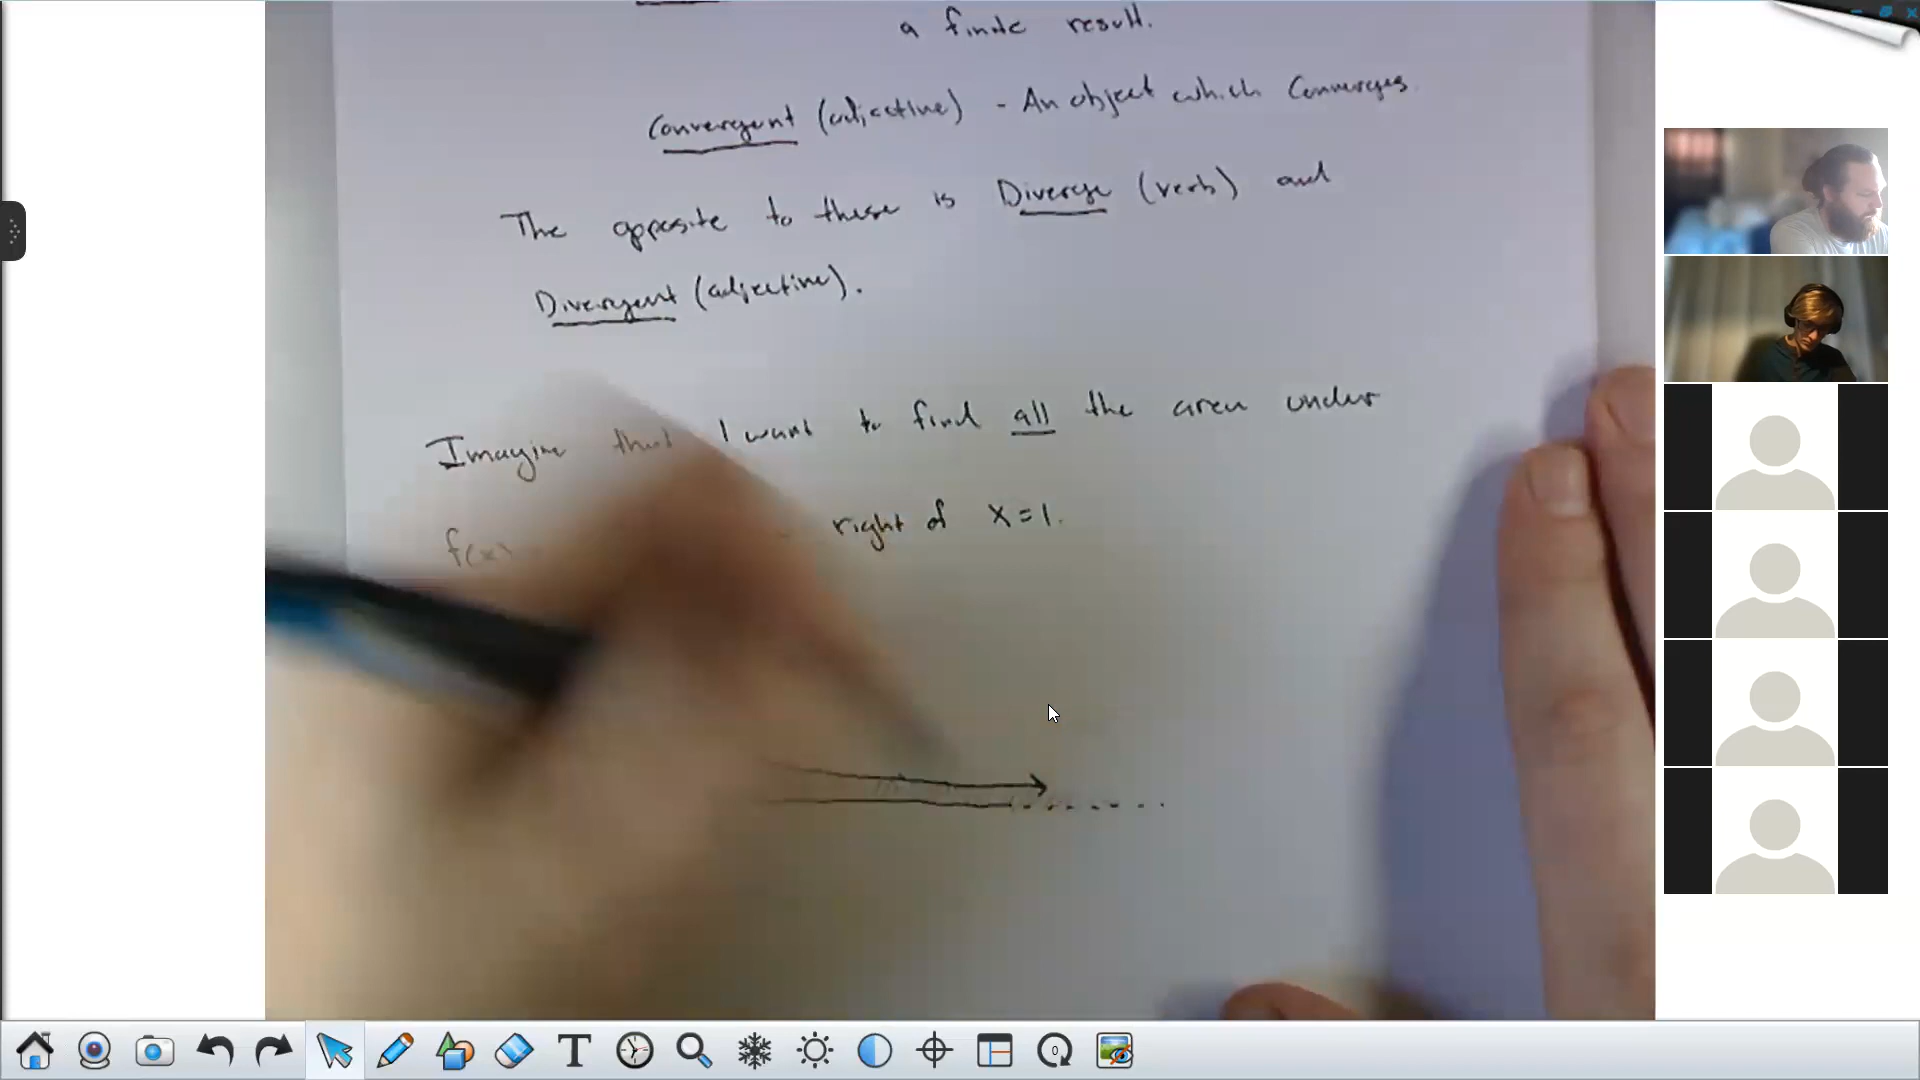 a finite result.
Convergent (adjective) - An object which Converges.
The opposite to these is Diverge (verb) and
Divergent (adjective).
Imagine that I want to find all the area under
f(x) right of x=1.
T
0